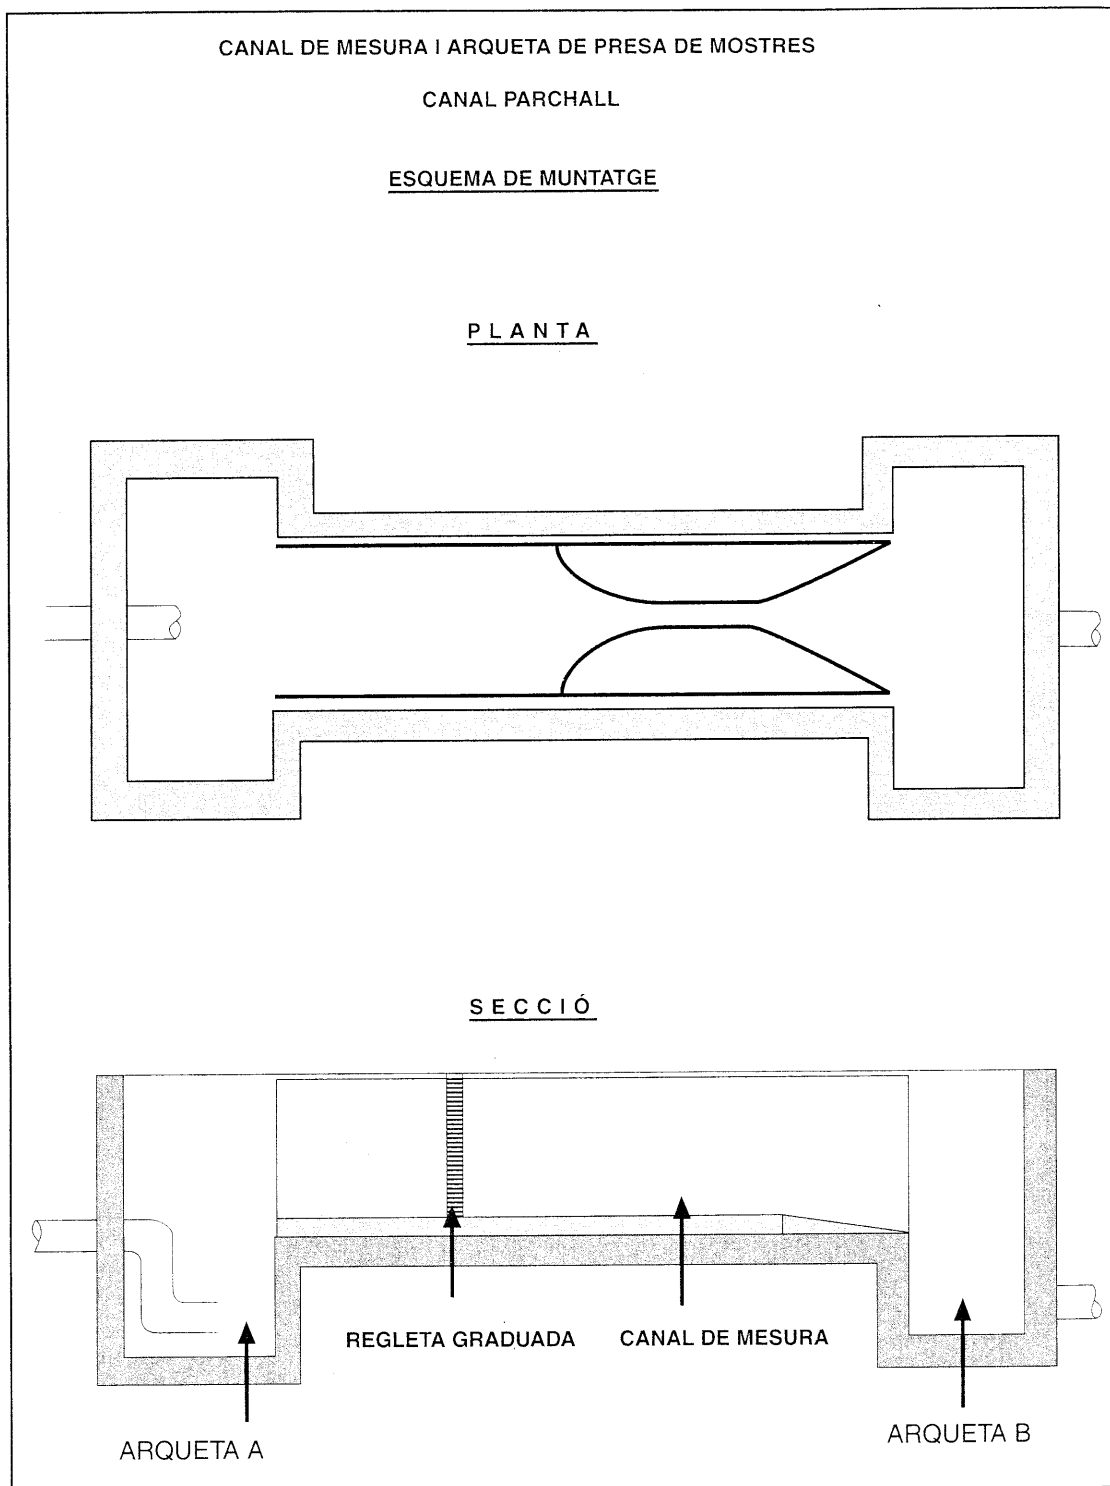 CANAL DE MESURA I ARQUETA DE PRESA DE MOSTRES
CANAL PARCHALL
ESQUEMA DE MUNTATGE
PLANTA
SECCIÓ
REGLETA GRADUADA
CANAL DE MESURA
ARQUETA A
ARQUETA B